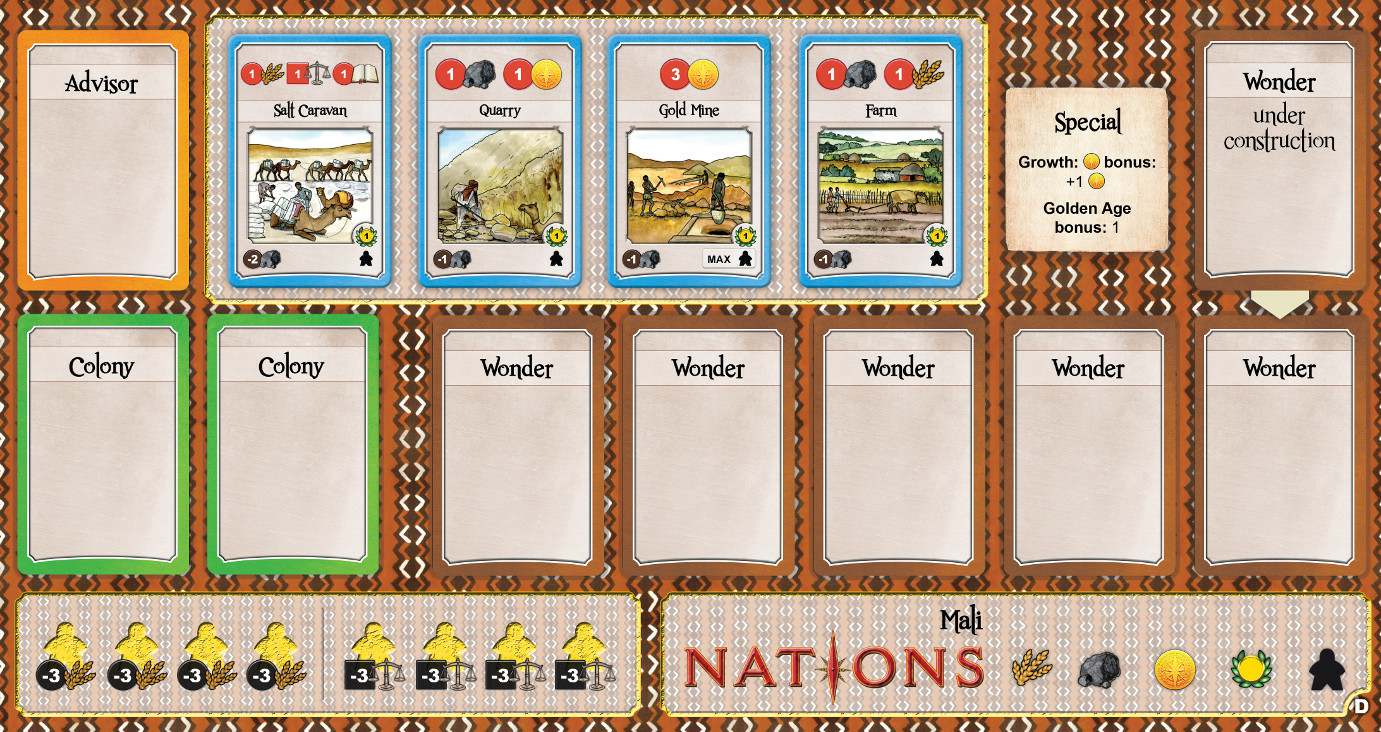 Advisor
1 1 1
Salt Caravan
1
-2
1 1
Quarry
1
-1
3
Gold Mine
1
-1 MAX
1 1
Farm
1
-1
Special
Growth: bonus:
+1
Golden Age
bonus: 1
Wonder
under
construction
Colony
Colony
Wonder
Wonder
Wonder
Wonder
Wonder
-3 -3 -3 -3 -3 -3 -3 -3
Mali
NATIONS
D